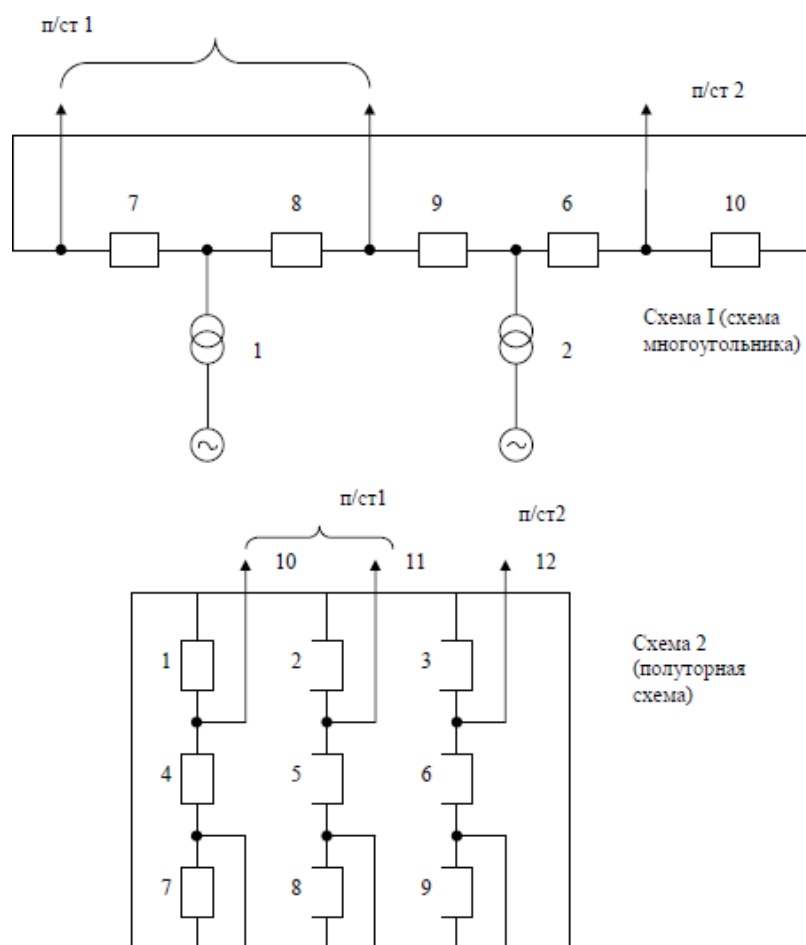 п/ст 1
п/ст 2
7
8
9
6
10
Схема I (схема
многоугольника)
1
2
п/ст1
п/ст2
10
11
12
1
2
3
Схема 2
(полуторная
схема)
4
5
6
7
8
9